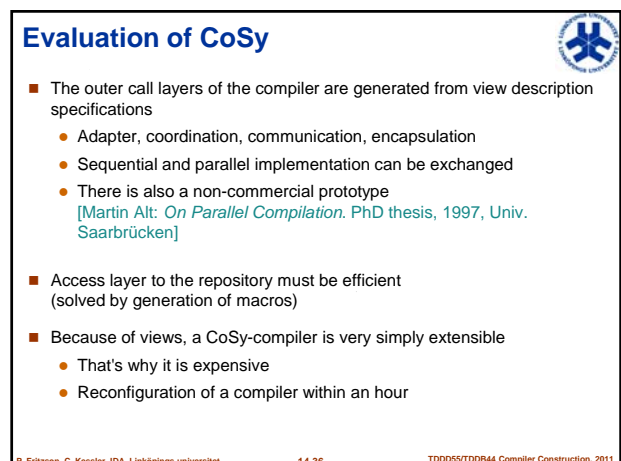 Evaluation of CoSy
The outer call layers of the compiler are generated from view description
specifications
Adapter, coordination, communication, encapsulation
Sequential and parallel implementation can be exchanged
There is also a non-commercial prototype
[Martin Alt: On Parallel Compilation. PhD thesis, 1997, Univ.
Saarbrücken]
Access layer to the repository must be efficient
(solved by generation of macros)
Because of views, a CoSy-compiler is very simply extensible
That's why it is expensive
Reconfiguration of a compiler within an hour
P. Fritzson, C. Kessler, IDA, Linköpings universitet. 14.36 TDDD55/TDDB44 Compiler Construction, 2011